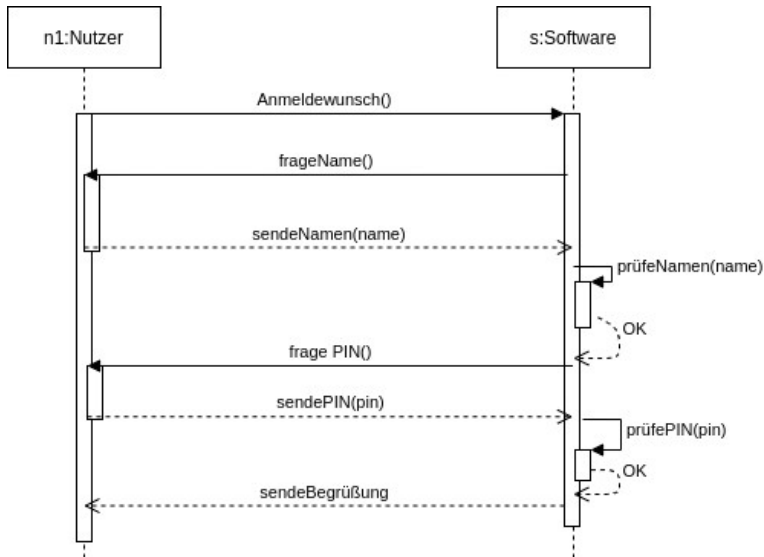 n1:Nutzer
s:Software
Anmeldewunsch()
frageName()
sendeNamen(name)
prüfeNamen(name)
OK
frage PIN()
sendePIN(pin)
prüfePIN(pin)
OK
sendeBegrüßung